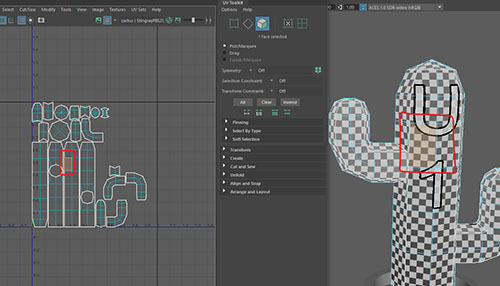 UV Toolkit
Select Cut/Sew Modify Tools View Image Textures UV Sets Help
Options Help
1.00 ACES 1.0 SDR-video (sRGB)
cactus | StingrayPBS2S
1 Face selected
Pick/Marquee
Drag
Tweak/Marquee
Symmetry: Off
Selection Constraint: Off
Transform Constraint: Off
All Clear Inverse
Pinning
Select By Type
Soft Selection
Transform
Create
Cut and Sew
Unfold
Align and Snap
Arrange and Layout
U
1